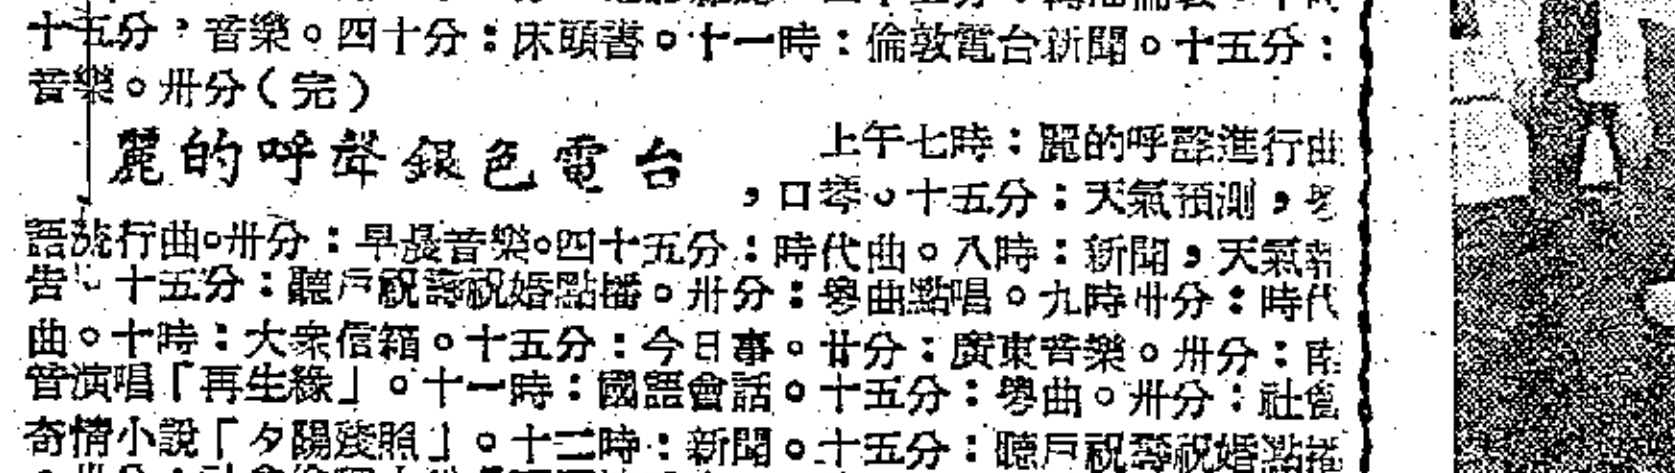 十五分，音樂。四十分：床頭書。十一時：倫敦電台新聞。十五分：
音樂。卅分（完）
麗的呼聲銀色電台
上午七時：麗的呼聲進行曲
，口琴。十五分：天氣預測，粵
語流行曲。卅分：早晨音樂。四十五分：時代曲。八時：新聞，天氣報
告。十五分：聽戶祝壽祝婚點播。卅分：粵曲點唱。九時卅分：時代
曲。十時：大衆信箱。十五分：今日事。廿分：廣東音樂。卅分：南
音演唱「再生緣」。十一時：國語會話。十五分：粵曲。卅分：社會
奇情小說「夕陽殘照」。十二時：新聞。十五分：聽戶祝壽祝婚點播